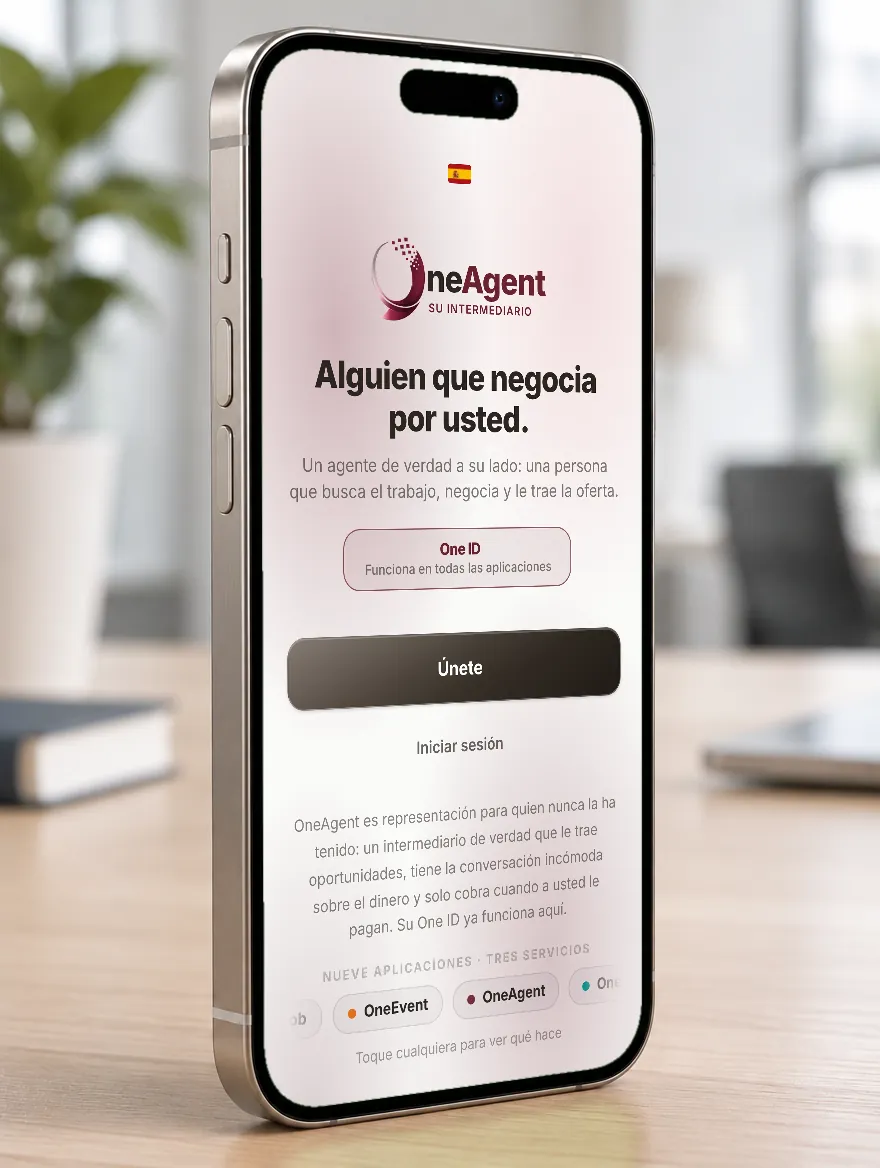 OneAgent
SU INTERMEDIARIO
Alguien que negocia
por usted.
Un agente de verdad a su lado: una persona
que busca el trabajo, negocia y le trae la oferta.
One ID
Funciona en todas las aplicaciones
Únete
Iniciar sesión
OneAgent es representación para quien nunca la ha
tenido: un intermediario de verdad que le trae
oportunidades, tiene la conversación incómoda
sobre el dinero y solo cobra cuando a usted le
pagan. Su One ID ya funciona aquí.
NUEVE APLICACIONES · TRES SERVICIOS
ob OneEvent OneAgent One
Toque cualquiera para ver qué hace